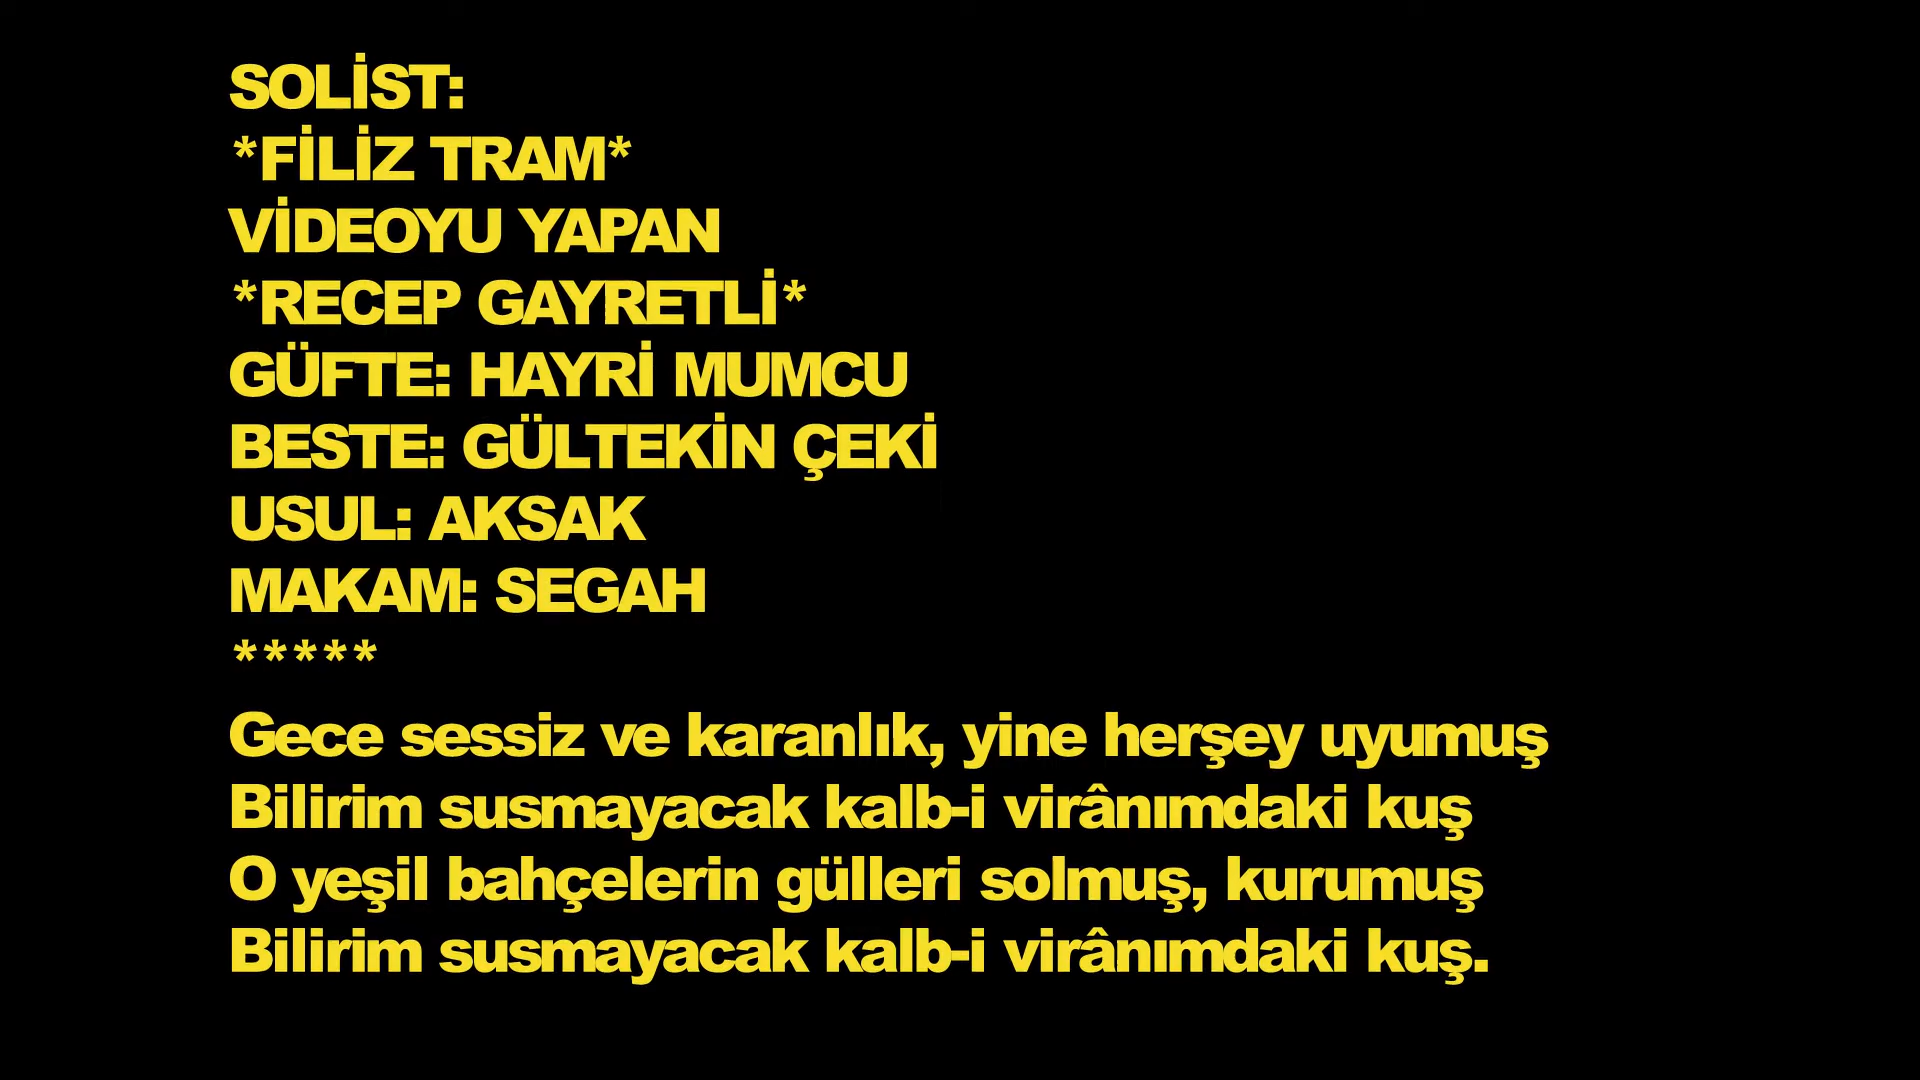 SOLİST:
*FİLİZ TRAM*
VİDEOYU YAPAN
*RECEP GAYRETLİ*
GÜFTE: HAYRİ MUMCU
BESTE: GÜLTEKİN ÇEKİ
USUL: AKSAK
MAKAM: SEGAH
*****
Gece sessiz ve karanlık, yine herşey uyumuş
Bilirim susmayacak kalb-i virânımdaki kuş
O yeşil bahçelerin gülleri solmuş, kurumuş
Bilirim susmayacak kalb-i virânımdaki kuş.